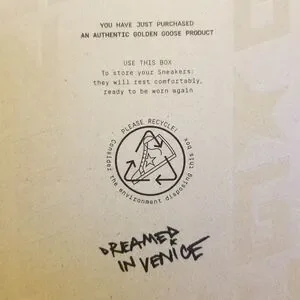 YOU HAVE JUST PURCHASED
AN AUTHENTIC GOLDEN GOOSE PRODUCT
USE THIS BOX
To store your Sneakers:
they will rest comfortably,
ready to be worn again
PLEASE RECYCLE!
Consider the environment disposing this box
DREAMED
IN VENICE